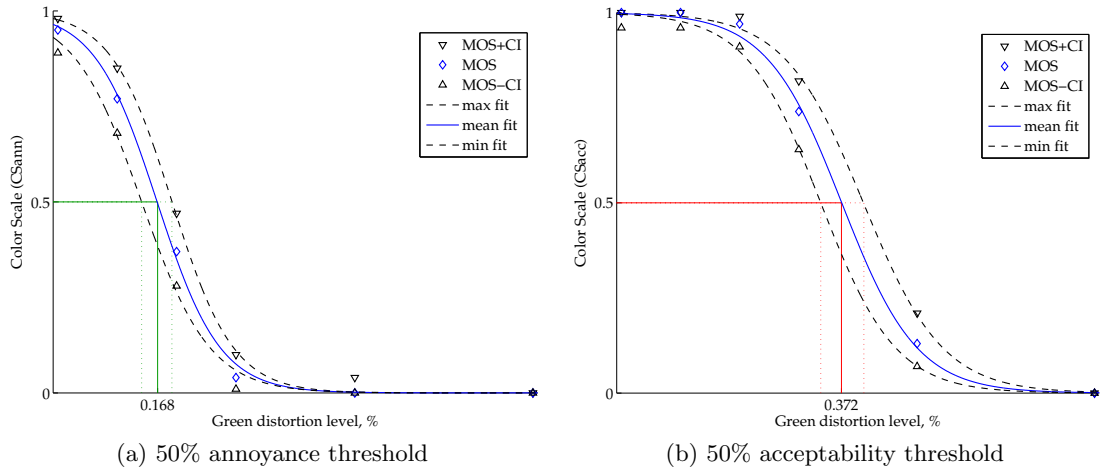 1
0.5
0
Color Scale (CSann)
MOS+CI
MOS
MOS−CI
max fit
mean fit
min fit
0.168
Green distortion level, %
(a) 50% annoyance threshold
1
0.5
0
Color Scale (CSacc)
MOS+CI
MOS
MOS−CI
max fit
mean fit
min fit
0.372
Green distortion level, %
(b) 50% acceptability threshold